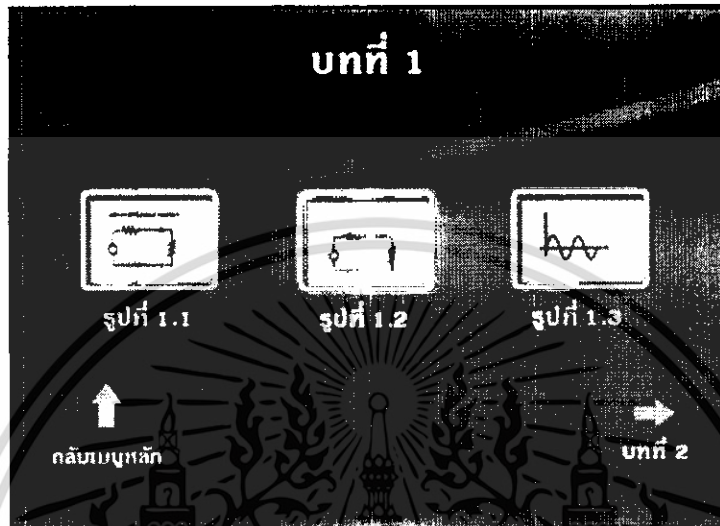 บทที่ 1
รูปที่ 1.1
รูปที่ 1.2
รูปที่ 1.3
กลับเมนูหลัก
บทที่ 2